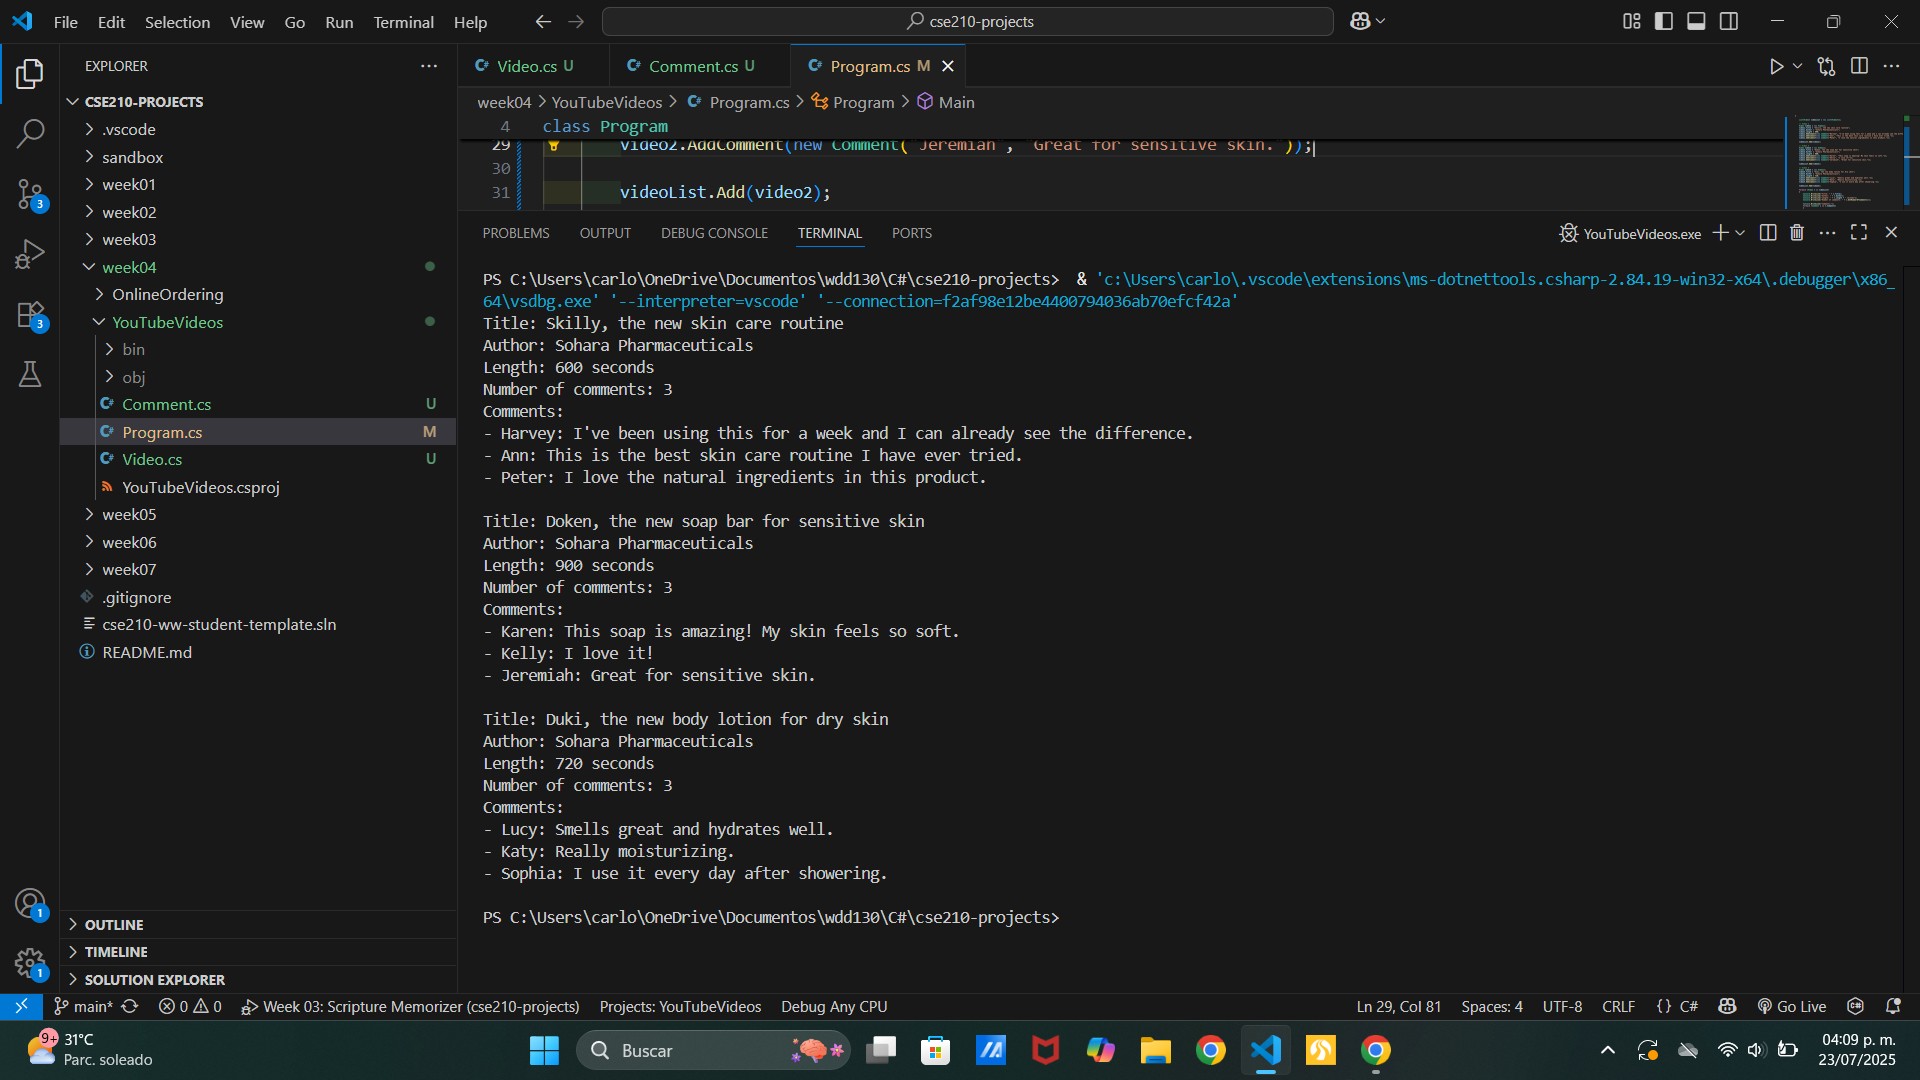 File Edit Selection View Go Run Terminal Help
cse210-projects
EXPLORER
CSE210-PROJECTS
.vscode
sandbox
week01
week02
week03
week04
OnlineOrdering
YouTubeVideos
bin
obj
Comment.cs U
Program.cs M
Video.cs U
YouTubeVideos.csproj
week05
week06
week07
.gitignore
cse210-ww-student-template.sln
README.md
OUTLINE
TIMELINE
SOLUTION EXPLORER
3
3
1
1
Video.cs U
Comment.cs U
Program.cs M
week04 > YouTubeVideos > Program.cs > Program > Main
4 class Program
29 video2.AddComment(new Comment("Jeremiah", "Great for sensitive skin."));
30
31 videoList.Add(video2);
PROBLEMS OUTPUT DEBUG CONSOLE TERMINAL PORTS
YouTubeVideos.exe
PS C:\Users\carlo\OneDrive\Documentos\wdd130\C#\cse210-projects>  & 'c:\Users\carlo\.vscode\extensions\ms-dotnettools.csharp-2.84.19-win32-x64\.debugger\x86_
64\vsdbg.exe' '--interpreter=vscode' '--connection=f2af98e12be4400794036ab70efcf42a'
Title: Skilly, the new skin care routine
Author: Sohara Pharmaceuticals
Length: 600 seconds
Number of comments: 3
Comments:
- Harvey: I've been using this for a week and I can already see the difference.
- Ann: This is the best skin care routine I have ever tried.
- Peter: I love the natural ingredients in this product.
Title: Doken, the new soap bar for sensitive skin
Author: Sohara Pharmaceuticals
Length: 900 seconds
Number of comments: 3
Comments:
- Karen: This soap is amazing! My skin feels so soft.
- Kelly: I love it!
- Jeremiah: Great for sensitive skin.
Title: Duki, the new body lotion for dry skin
Author: Sohara Pharmaceuticals
Length: 720 seconds
Number of comments: 3
Comments:
- Lucy: Smells great and hydrates well.
- Katy: Really moisturizing.
- Sophia: I use it every day after showering.
PS C:\Users\carlo\OneDrive\Documentos\wdd130\C#\cse210-projects>
main* 0 0 Week 03: Scripture Memorizer (cse210-projects) Projects: YouTubeVideos Debug Any CPU
Ln 29, Col 81 Spaces: 4 UTF-8 CRLF {} C# Go Live
9+
31°C
Parc. soleado
Buscar
04:09 p. m.
23/07/2025